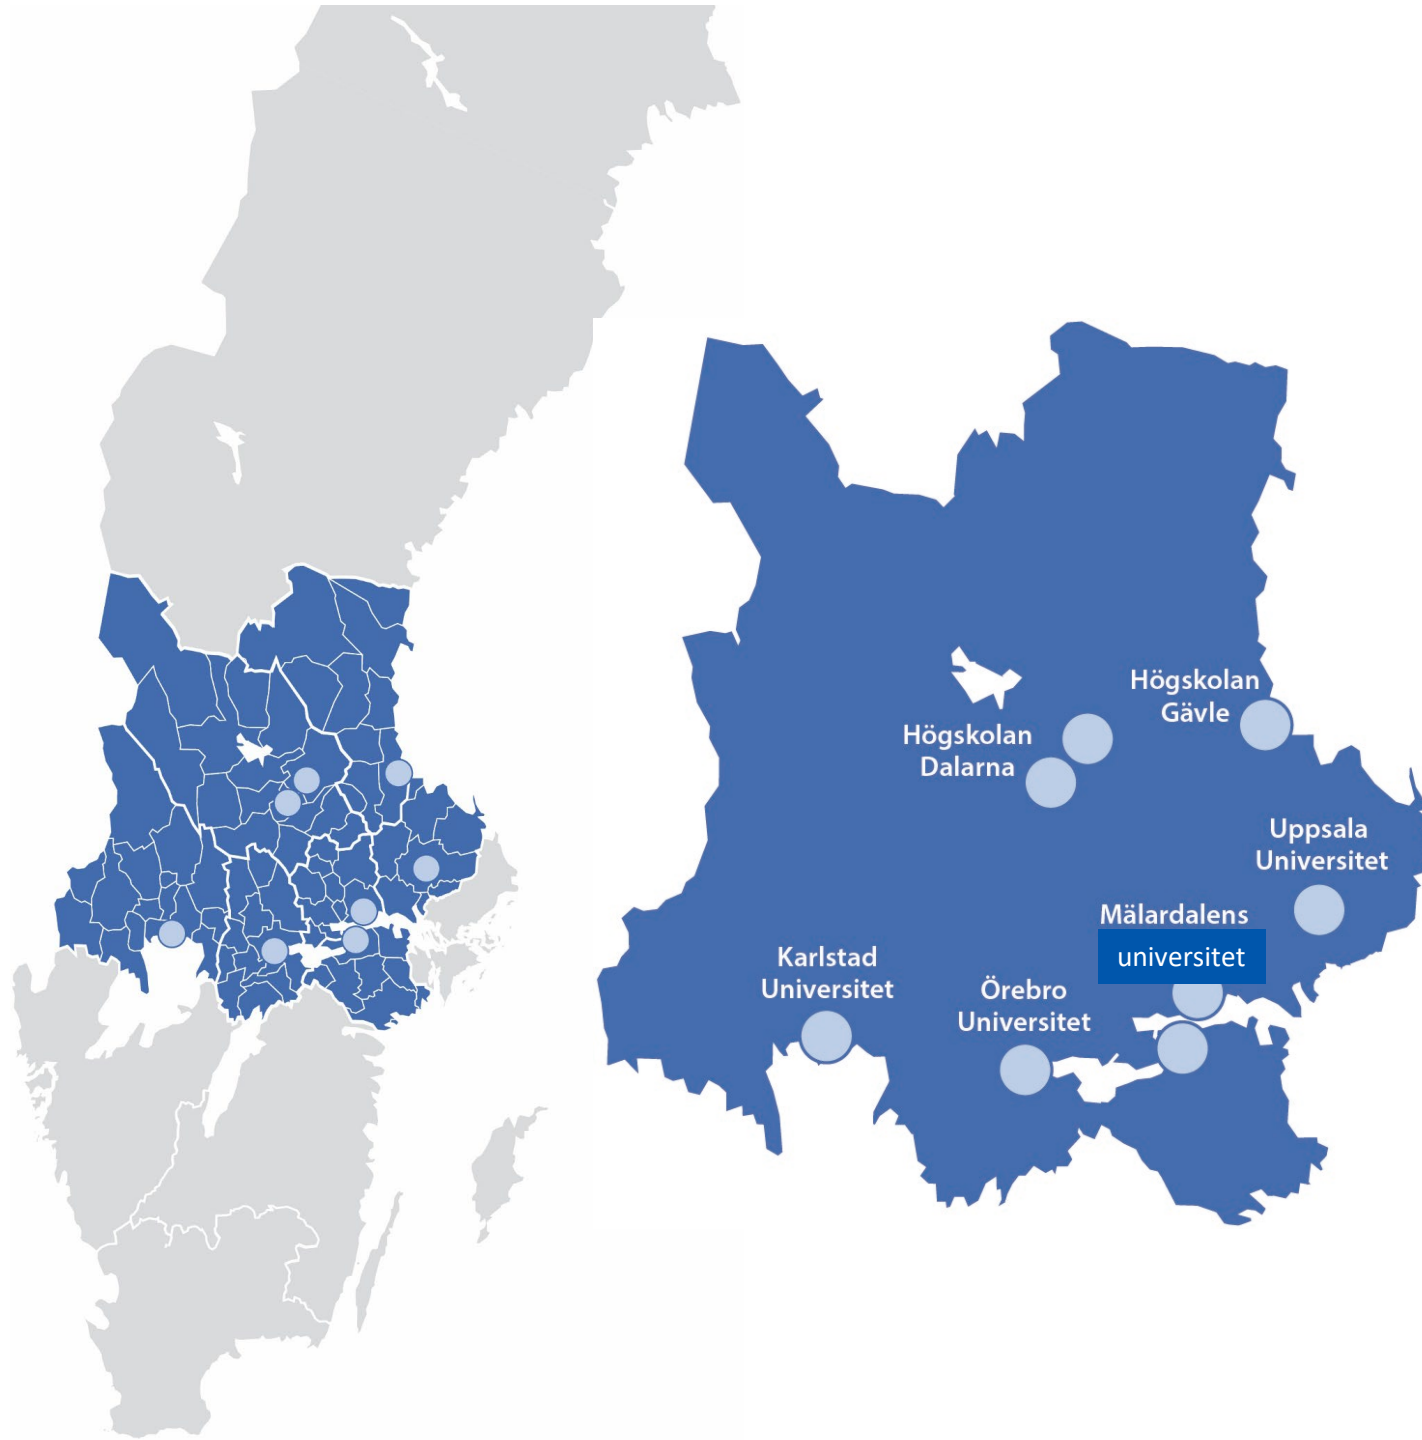 Högskolan
Gävle
Högskolan
Dalarna
Uppsala
Universitet
Mälardalens
universitet
Karlstad
Universitet
Örebro
Universitet